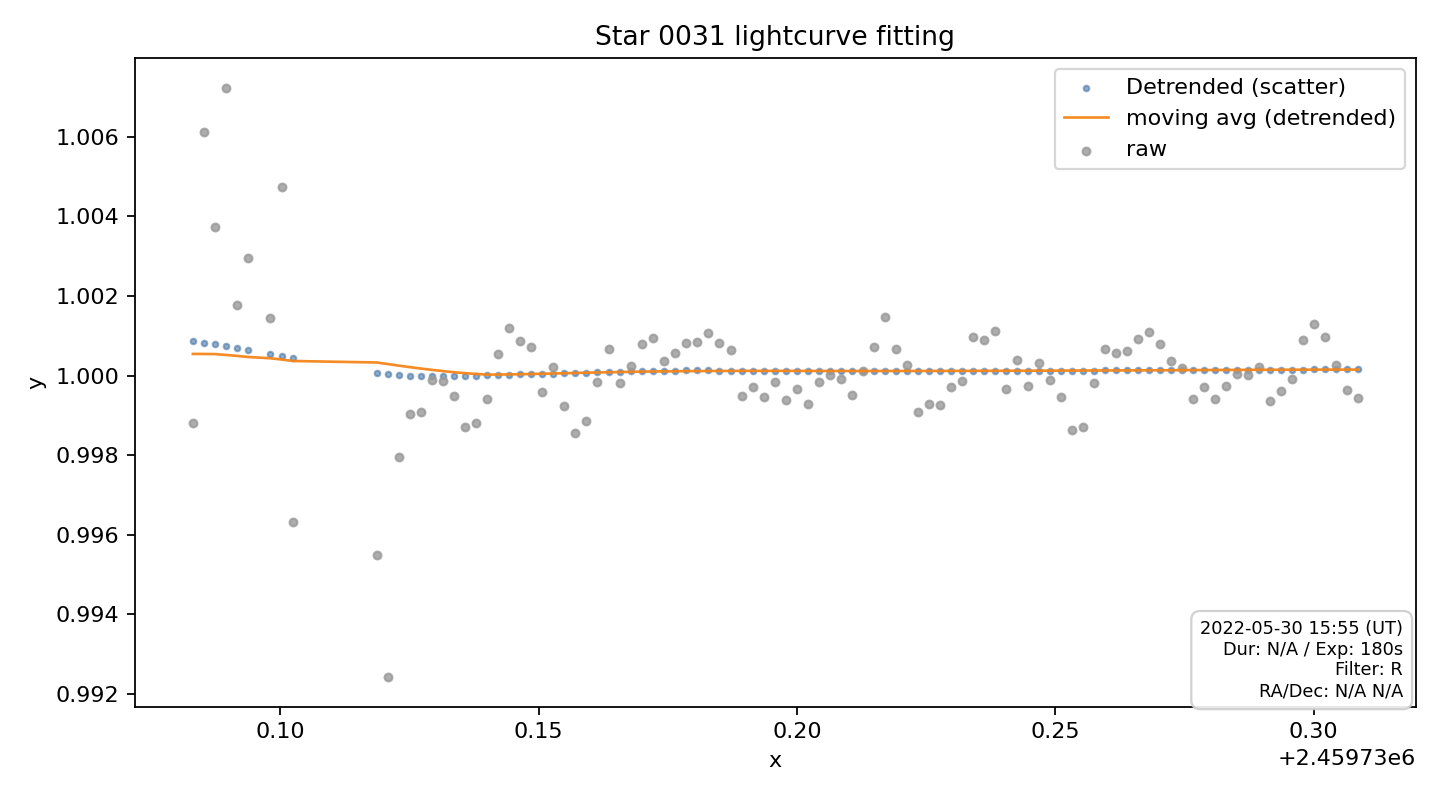 Star 0031 lightcurve fitting
Detrended (scatter)
moving avg (detrended)
raw
y
1.006
1.004
1.002
1.000
0.998
0.996
0.994
0.992
2022-05-30 15:55 (UT)
Dur: N/A / Exp: 180s
Filter: R
RA/Dec: N/A N/A
0.10 0.15 0.20 0.25 0.30
x
+2.45973e6